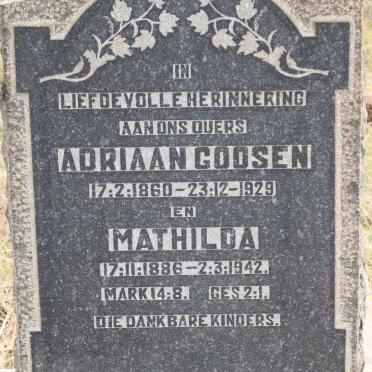 IN
LIEFDEVOLLE HERINNERING
AAN ONS OUERS
ADRIAAN GOOSEN
17:2:1860-23:12-1929
EN
MATHILDA
17:11:1886-2:3:1942.
MARK 14:8. GES 2:1.
DIE DANKBARE KINDERS.